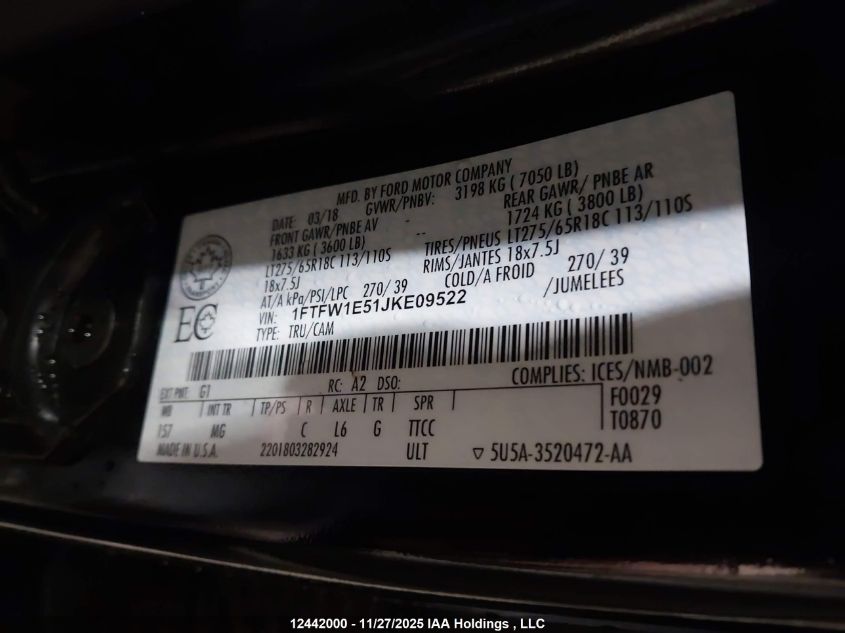 MFD. BY FORD MOTOR COMPANY
DATE: 03/18 GVWR/PNBV: 3198 KG ( 7050 LB)
FRONT GAWR/PNBE AV REAR GAWR/ PNBE AR
1633 KG ( 3600 LB) 1724 KG ( 3800 LB)
LT275/65R18C 113/110S TIRES/PNEUS LT275/65R18C 113/110S
18x7.5J RIMS/JANTES 18x7.5J
AT/A kPa/PSI/LPC 270/ 39 COLD/A FROID 270/ 39
VIN: 1FTFW1E51JKE09522 /JUMELEES
TYPE: TRU/CAM
EC
COMPLIES: ICES/NMB-002
EXT PNT: G1 RC: A2 DSO: F0029
WB INT TR TP/PS R AXLE TR SPR T0870
157 MG C L6 G TTCC
MADE IN U.S.A. 2201803282924 ULT ▽ 5U5A-3520472-AA
12442000 - 11/27/2025 IAA Holdings , LLC